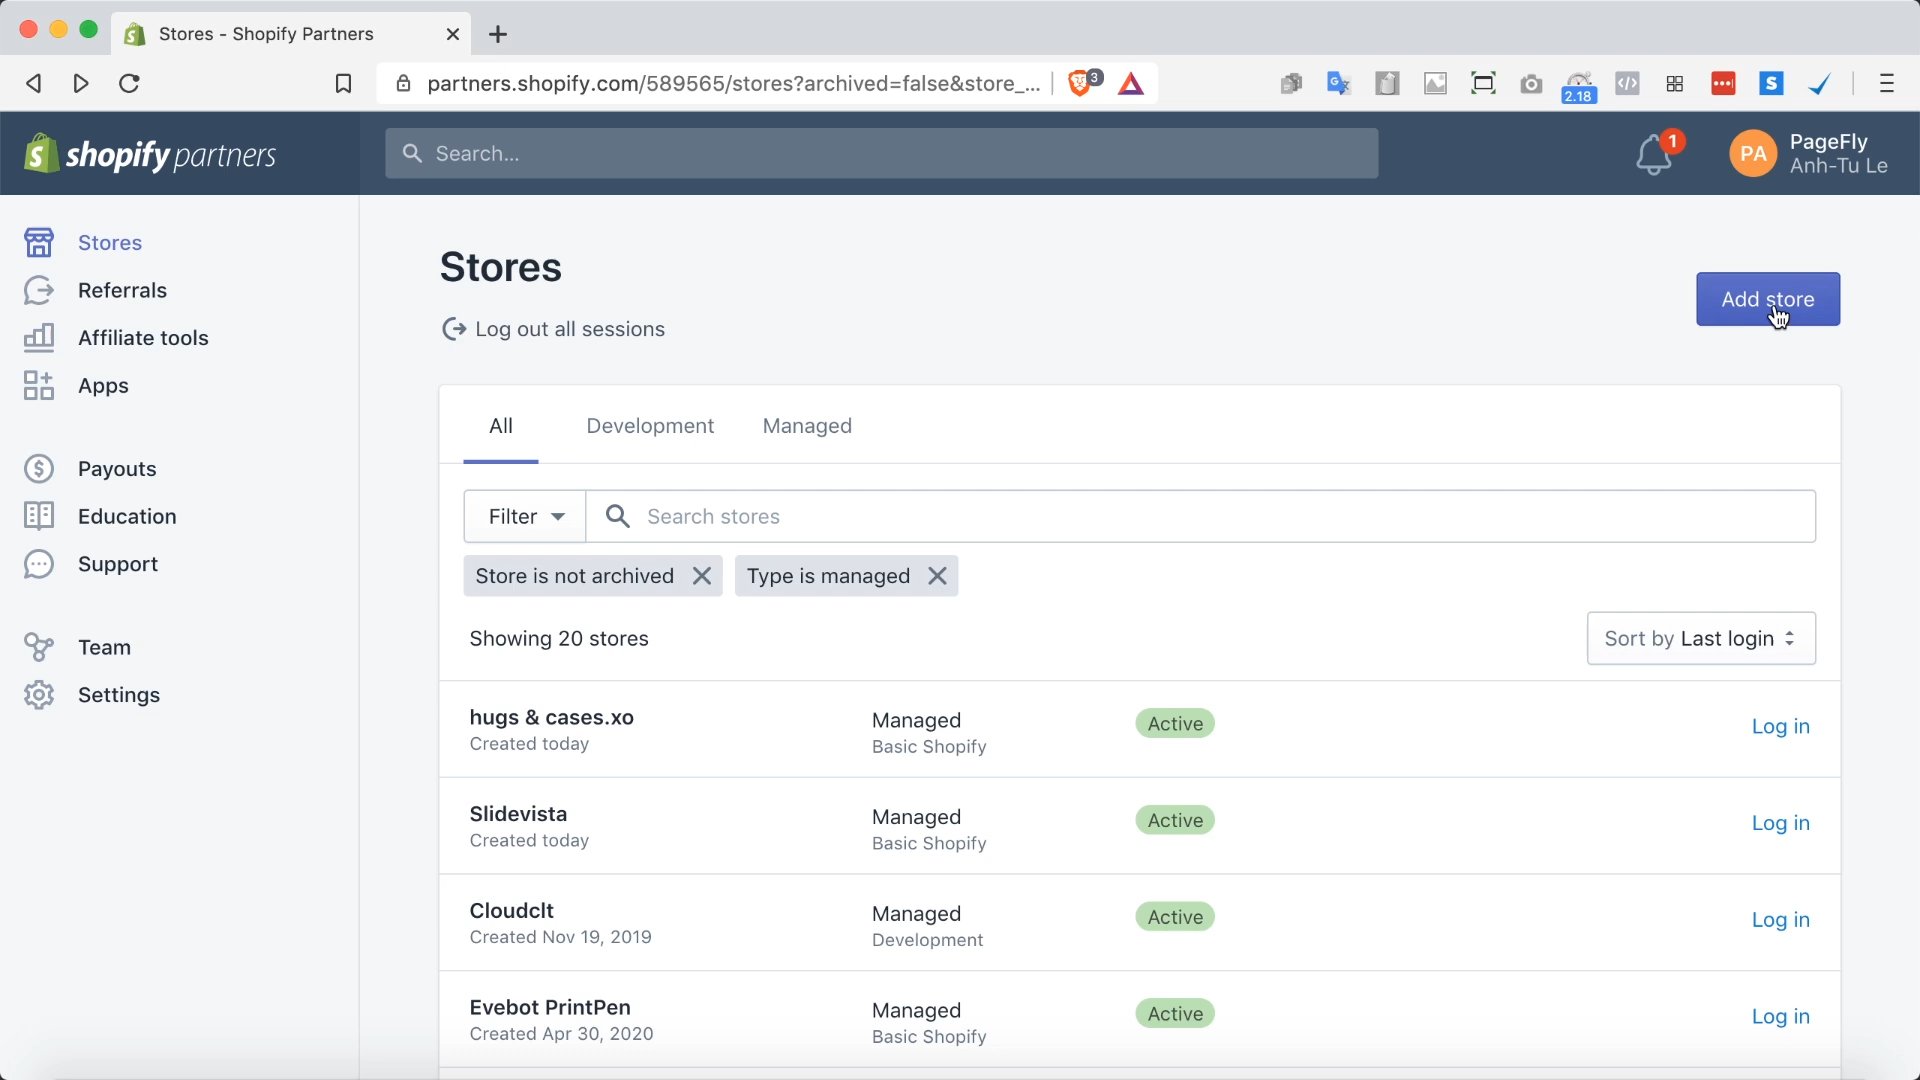 Stores - Shopify Partners
partners.shopify.com/589565/stores?archived=false&store_...
3
2.18
shopify partners
Search...
1
PA
PageFly
Anh-Tu Le
Stores
Referrals
Affiliate tools
Apps
Payouts
Education
Support
Team
Settings
Stores
Log out all sessions
Add store
All
Development
Managed
Filter
Search stores
Store is not archived
Type is managed
Showing 20 stores
Sort by Last login
hugs & cases.xo
Created today
Managed
Basic Shopify
Active
Log in
Slidevista
Created today
Managed
Basic Shopify
Active
Log in
Cloudclt
Created Nov 19, 2019
Managed
Development
Active
Log in
Evebot PrintPen
Created Apr 30, 2020
Managed
Basic Shopify
Active
Log in